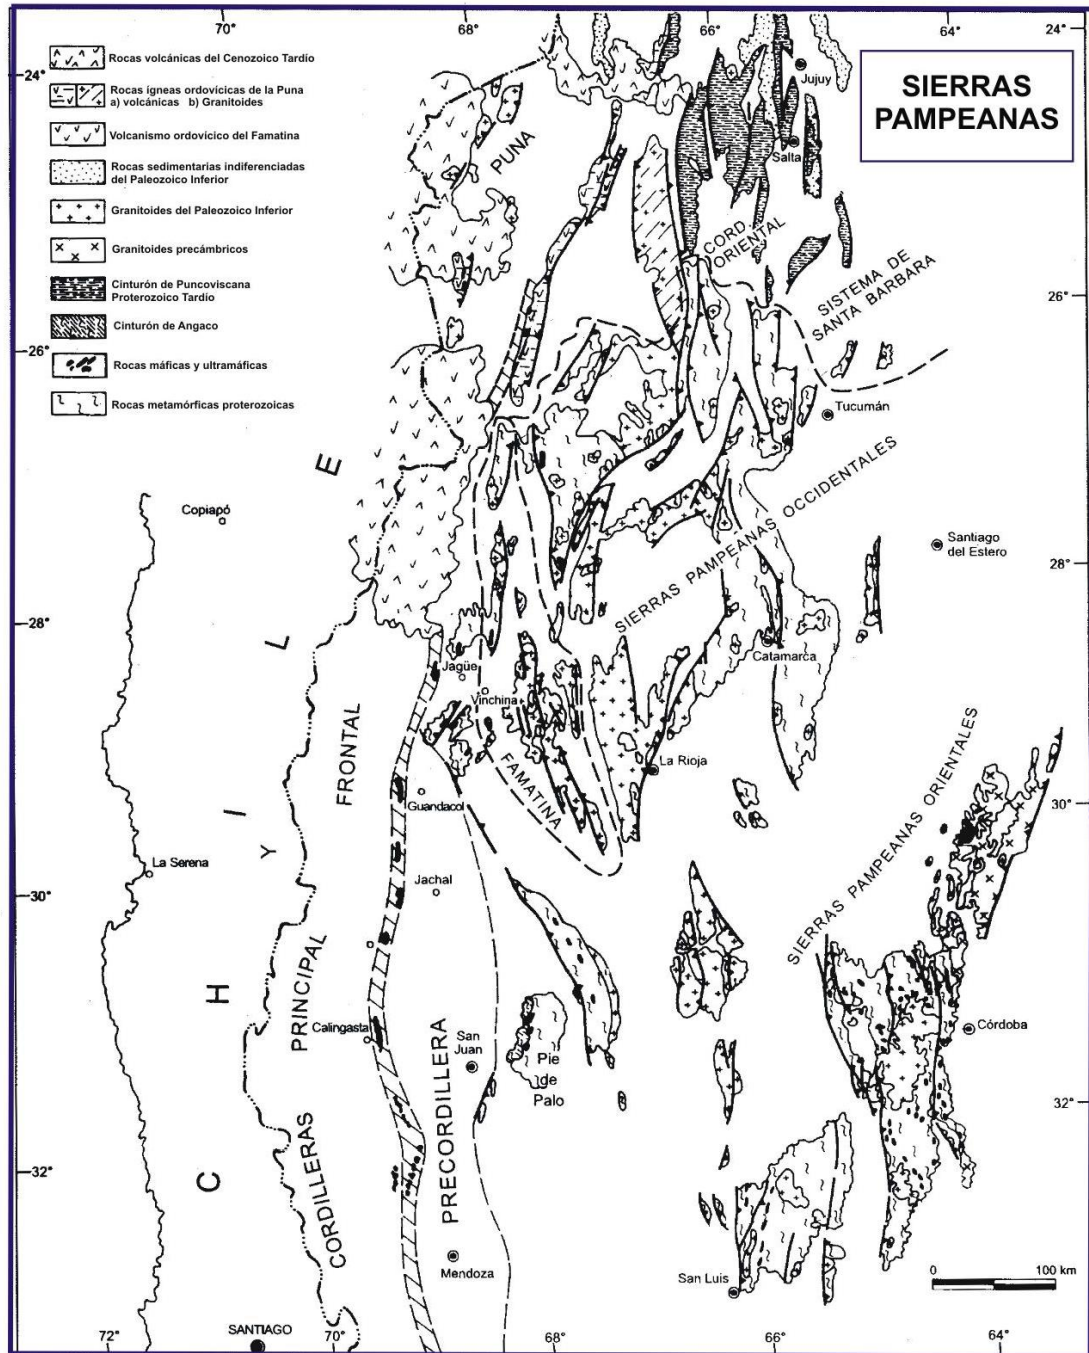 70°
68°
66°
64°
24°
24°
SIERRAS
PAMPEANAS
Rocas volcánicas del Cenozoico Tardío
Rocas ígneas ordovícicas de la Puna
a) volcánicas b) Granitoides
Volcanismo ordovícico del Famatina
Rocas sedimentarias indiferenciadas
del Paleozoico Inferior
Granitoides del Paleozoico Inferior
Granitoides precámbricos
Cinturón de Puncoviscana
Proterozoico Tardío
Cinturón de Angaco
Rocas máficas y ultramáficas
Rocas metamórficas proterozoicas
Jujuy
Salta
PUNA
CORD.
ORIENTAL
SISTEMA DE
SANTA BARBARA
26°
26°
Tucumán
SIERRAS PAMPEANAS OCCIDENTALES
Copiapó
Santiago
del Estero
28°
28°
Catamarca
Jagüe
Vinchina
La Rioja
FAMATINA
Guandacol
CHILE
CORDILLERAS PRINCIPAL Y FRONTAL
SIERRAS PAMPEANAS ORIENTALES
30°
La Serena
Jachal
30°
Calingasta
San
Juan
Pie
de
Palo
Córdoba
PRECORDILLERA
32°
32°
Mendoza
San Luis
0
100 km
72°
SANTIAGO
70°
68°
66°
64°